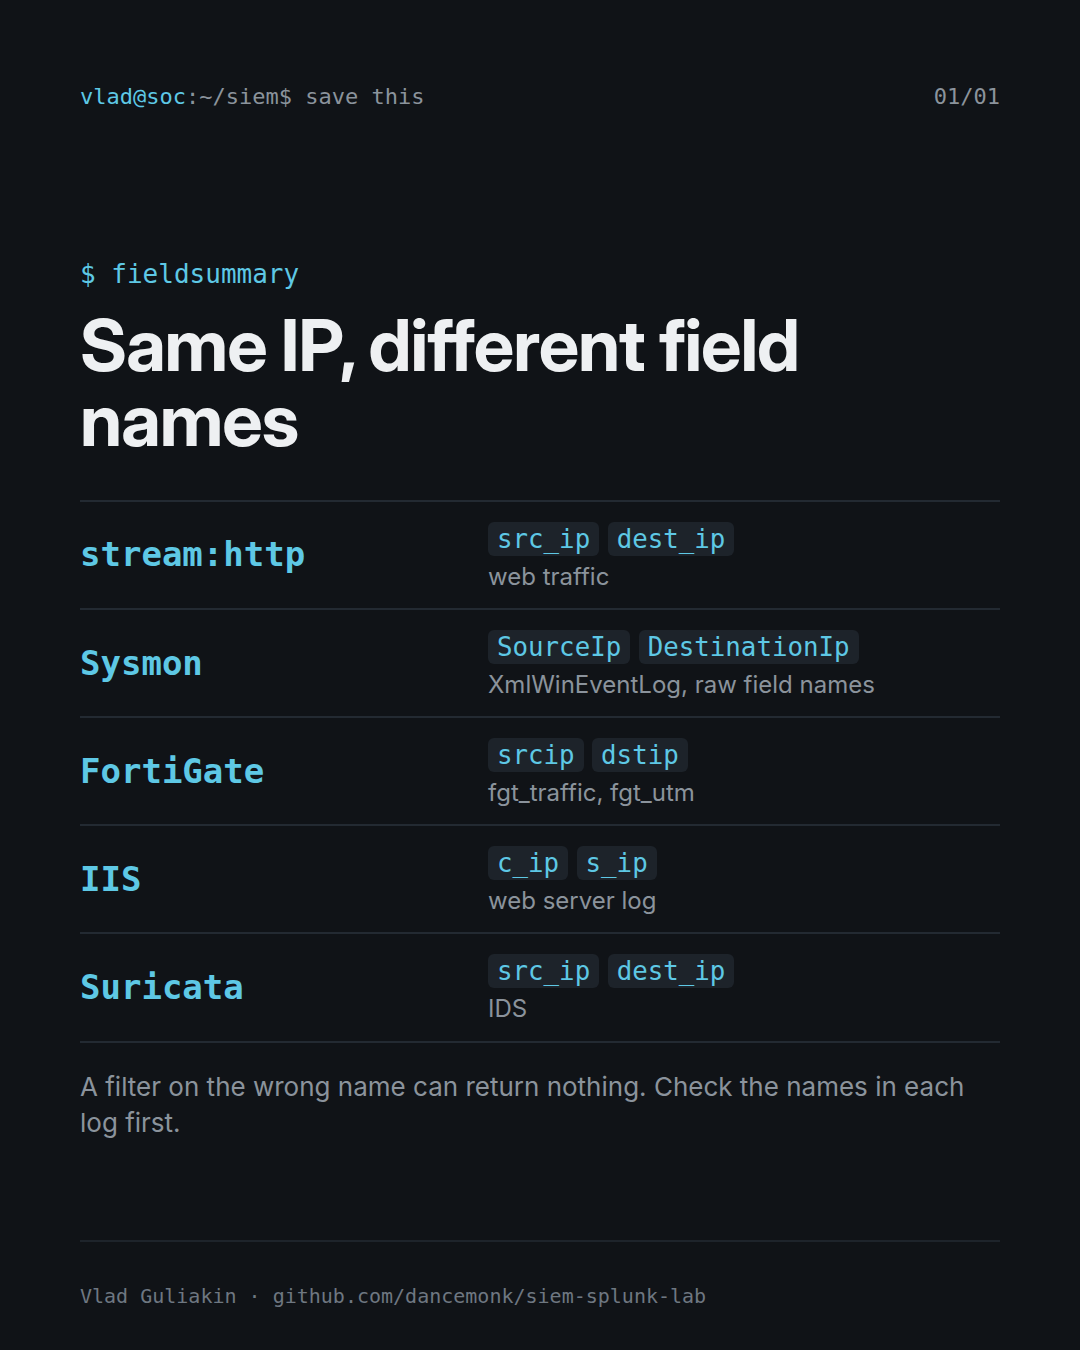 vlad@soc:~/siem$ save this
01/01
$ fieldsummary
Same IP, different field
names
stream:http
src_ip dest_ip
web traffic
Sysmon
SourceIp DestinationIp
XmlWinEventLog, raw field names
FortiGate
srcip dstip
fgt_traffic, fgt_utm
IIS
c_ip s_ip
web server log
Suricata
src_ip dest_ip
IDS
A filter on the wrong name can return nothing. Check the names in each
log first.
Vlad Guliakin · github.com/dancemonk/siem-splunk-lab